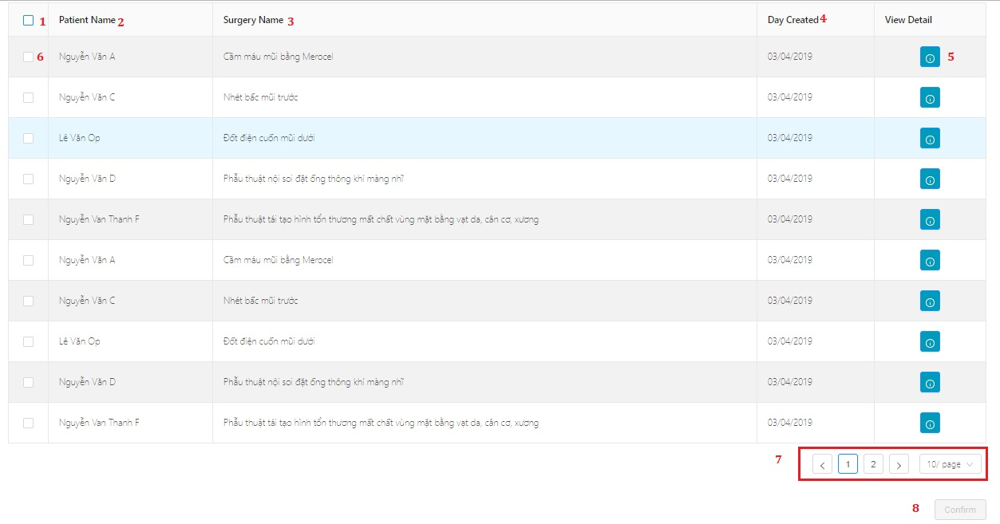 1 Patient Name 2 Surgery Name 3 Day Created 4 View Detail
6 Nguyễn Văn A Cầm máu mũi bằng Merocel 03/04/2019 5
Nguyễn Văn C Nhét bấc mũi trước 03/04/2019
Lê Văn Op Đốt điện cuốn mũi dưới 03/04/2019
Nguyễn Văn D Phẫu thuật nội soi đặt ống thông khí màng nhĩ 03/04/2019
Nguyễn Van Thanh F Phẫu thuật tái tạo hình tổn thương mất chất vùng mặt bằng vạt da, cân cơ, xương 03/04/2019
Nguyễn Văn A Cầm máu mũi bằng Merocel 03/04/2019
Nguyễn Văn C Nhét bấc mũi trước 03/04/2019
Lê Văn Op Đốt điện cuốn mũi dưới 03/04/2019
Nguyễn Văn D Phẫu thuật nội soi đặt ống thông khí màng nhĩ 03/04/2019
Nguyễn Van Thanh F Phẫu thuật tái tạo hình tổn thương mất chất vùng mặt bằng vạt da, cân cơ, xương 03/04/2019
7 < 1 2 > 10/ page
8 Confirm